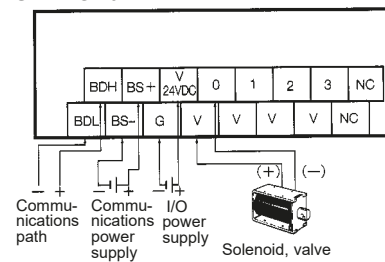 V
BDH BS+ 24VDC 0 1 2 3 NC
BDL BS- G V V V V NC
(+) (−)
− + − + − +
Commu-
nications
path
Commu-
nications
power
supply
I/O
power
supply
Solenoid, valve